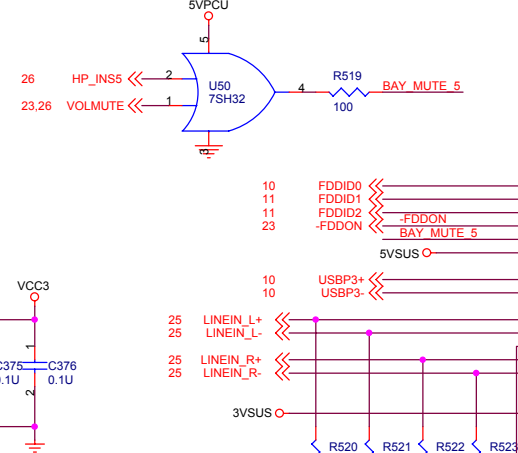 5VPCU
5
26 HP_INS5 2 U50 4 R519 BAY_MUTE_5
23,26 VOLMUTE 1 7SH32 100
3
10 FDDID0
11 FDDID1
11 FDDID2
23 -FDDON -FDDON
BAY_MUTE_5
5VSUS
10 USBP3+
10 USBP3-
VCC3
25 LINEIN_L+
25 LINEIN_L-
1
25 LINEIN_R+
C375 C376 25 LINEIN_R-
0.1U 0.1U
2
3VSUS
R520 R521 R522 R523